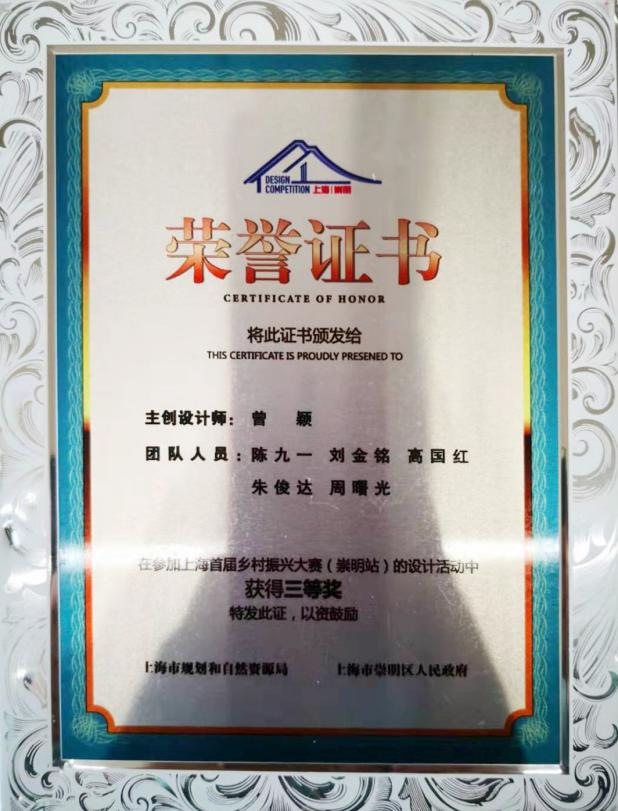 DESIGN
COMPETITION 上海|崇明
荣誉证书
CERTIFICATE OF HONOR
将此证书颁发给
THIS CERTIFICATE IS PROUDLY PRESENED TO
主创设计师：曾 颖
团队人员：陈九一 刘金铭 高国红
朱俊达 周曙光
在参加上海首届乡村振兴大赛（崇明站）的设计活动中
获得三等奖
特发此证，以资鼓励
上海市规划和自然资源局 上海市崇明区人民政府